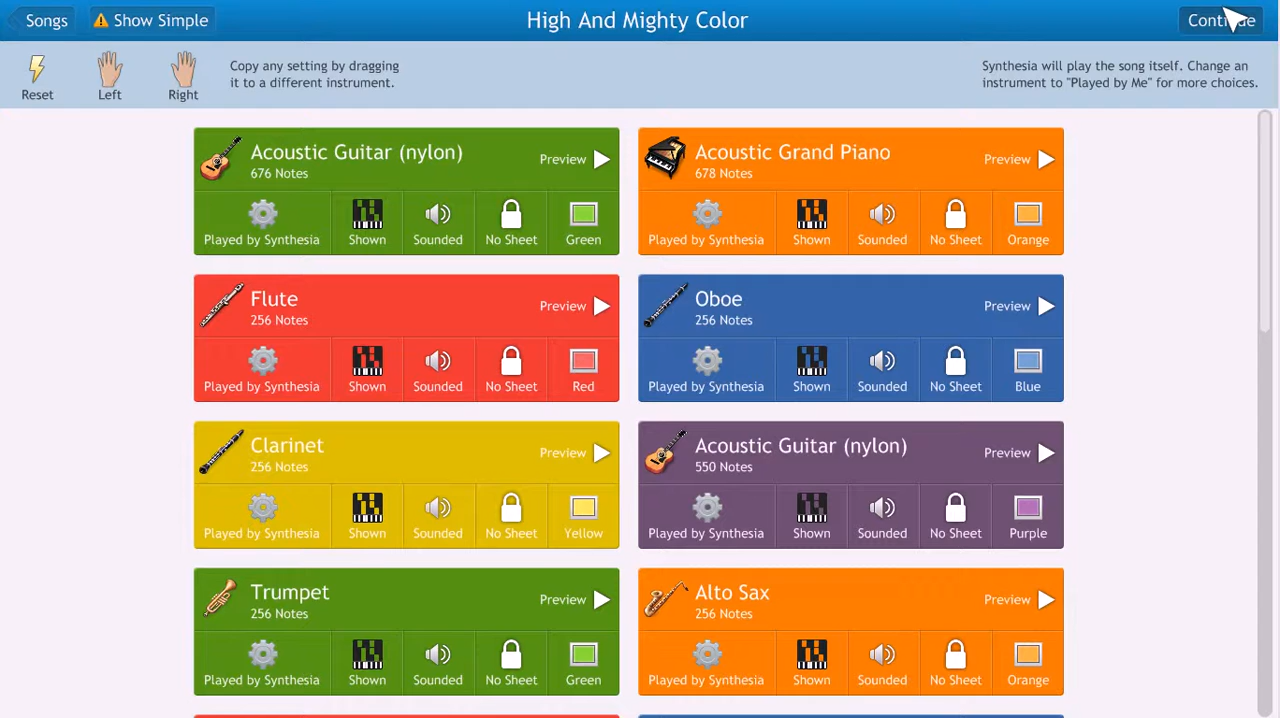 Songs
Show Simple
High And Mighty Color
Continue
Reset
Left
Right
Copy any setting by dragging
it to a different instrument.
Synthesia will play the song itself. Change an
instrument to "Played by Me" for more choices.
Acoustic Guitar (nylon)
676 Notes
Preview
Played by Synthesia
Shown
Sounded
No Sheet
Green
Acoustic Grand Piano
678 Notes
Preview
Played by Synthesia
Shown
Sounded
No Sheet
Orange
Flute
256 Notes
Preview
Played by Synthesia
Shown
Sounded
No Sheet
Red
Oboe
256 Notes
Preview
Played by Synthesia
Shown
Sounded
No Sheet
Blue
Clarinet
256 Notes
Preview
Played by Synthesia
Shown
Sounded
No Sheet
Yellow
Acoustic Guitar (nylon)
550 Notes
Preview
Played by Synthesia
Shown
Sounded
No Sheet
Purple
Trumpet
256 Notes
Preview
Played by Synthesia
Shown
Sounded
No Sheet
Green
Alto Sax
256 Notes
Preview
Played by Synthesia
Shown
Sounded
No Sheet
Orange